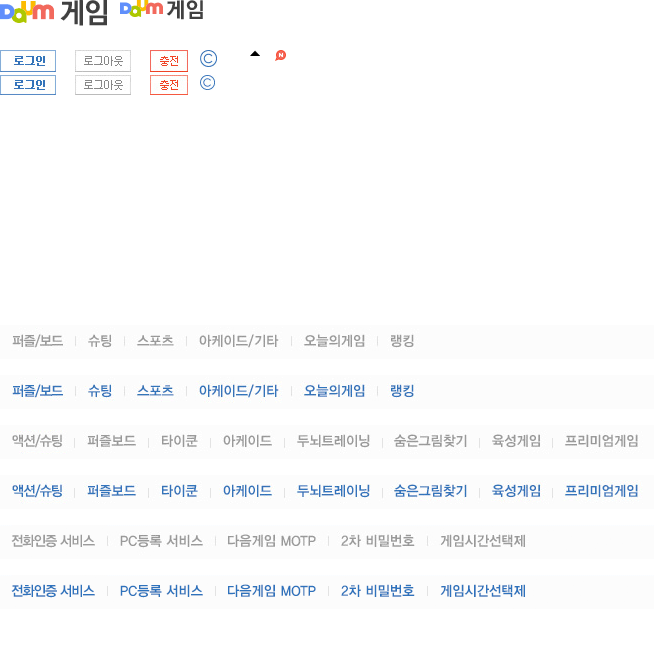 Daum 게임 Daum 게임
로그인 로그아웃 충전 ©
로그인 로그아웃 충전 ©
퍼즐/보드 슈팅 스포츠 아케이드/기타 오늘의게임 랭킹
퍼즐/보드 슈팅 스포츠 아케이드/기타 오늘의게임 랭킹
액션/슈팅 퍼즐보드 타이쿤 아케이드 두뇌트레이닝 숨은그림찾기 육성게임 프리미엄게임
액션/슈팅 퍼즐보드 타이쿤 아케이드 두뇌트레이닝 숨은그림찾기 육성게임 프리미엄게임
전화인증 서비스 PC등록 서비스 다음게임 MOTP 2차 비밀번호 게임시간선택제
전화인증 서비스 PC등록 서비스 다음게임 MOTP 2차 비밀번호 게임시간선택제